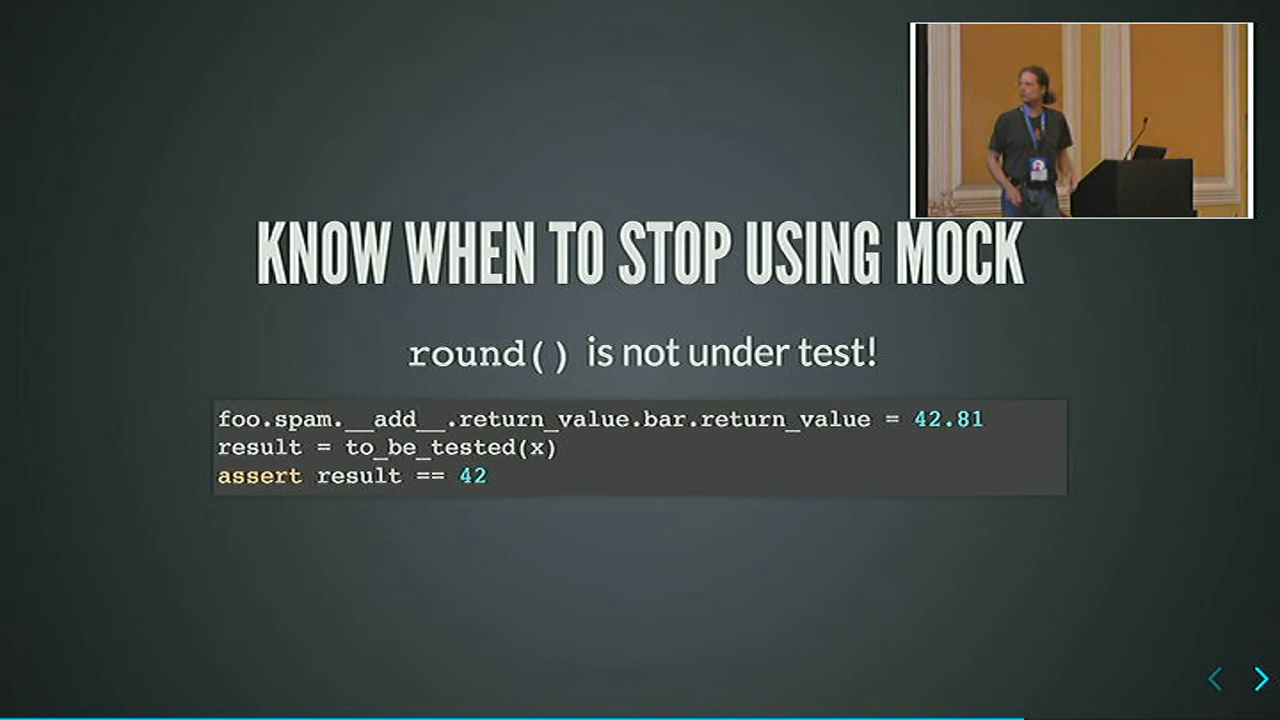 KNOW WHEN TO STOP USING MOCK
round() is not under test!
foo.spam.__add__.return_value.bar.return_value = 42.81
result = to_be_tested(x)
assert result == 42